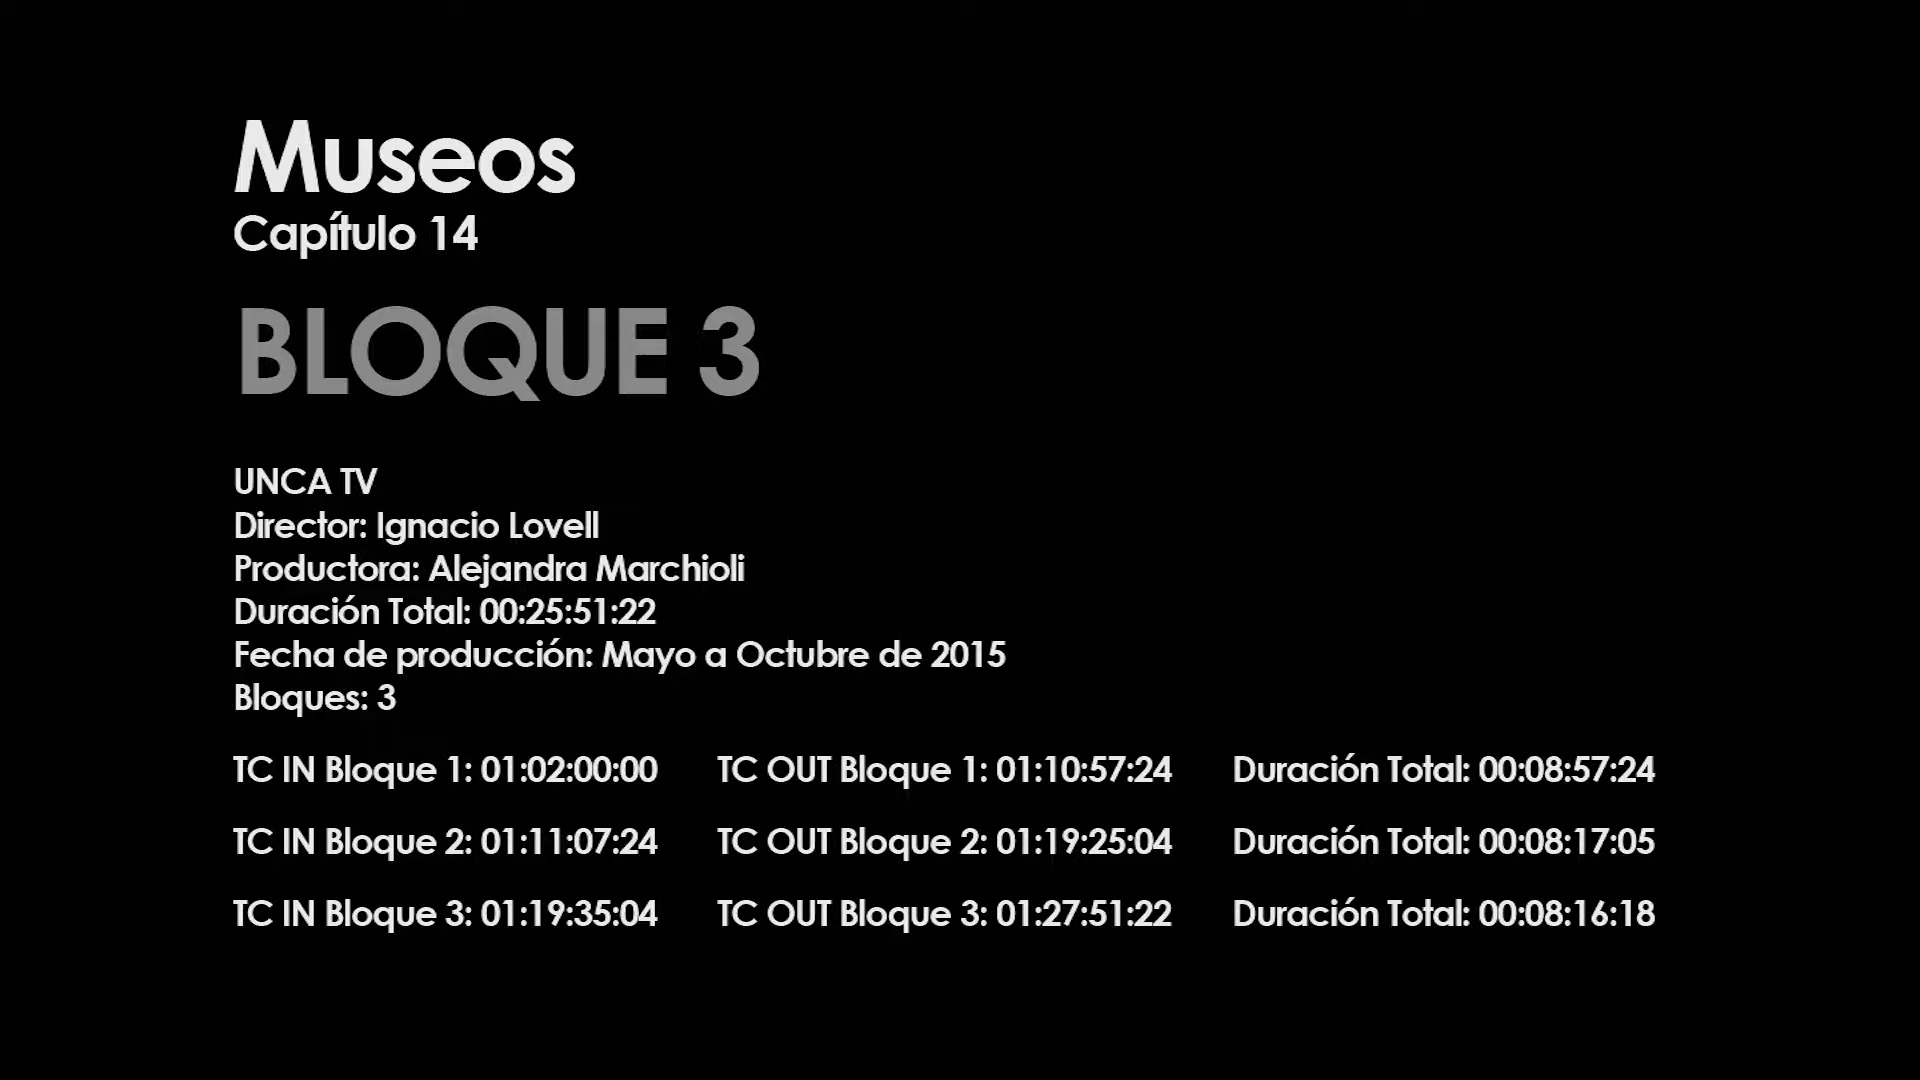 Museos
Capítulo 14
BLOQUE 3
UNCA TV
Director: Ignacio Lovell
Productora: Alejandra Marchioli
Duración Total: 00:25:51:22
Fecha de producción: Mayo a Octubre de 2015
Bloques: 3
TC IN Bloque 1: 01:02:00:00 TC OUT Bloque 1: 01:10:57:24 Duración Total: 00:08:57:24
TC IN Bloque 2: 01:11:07:24 TC OUT Bloque 2: 01:19:25:04 Duración Total: 00:08:17:05
TC IN Bloque 3: 01:19:35:04 TC OUT Bloque 3: 01:27:51:22 Duración Total: 00:08:16:18